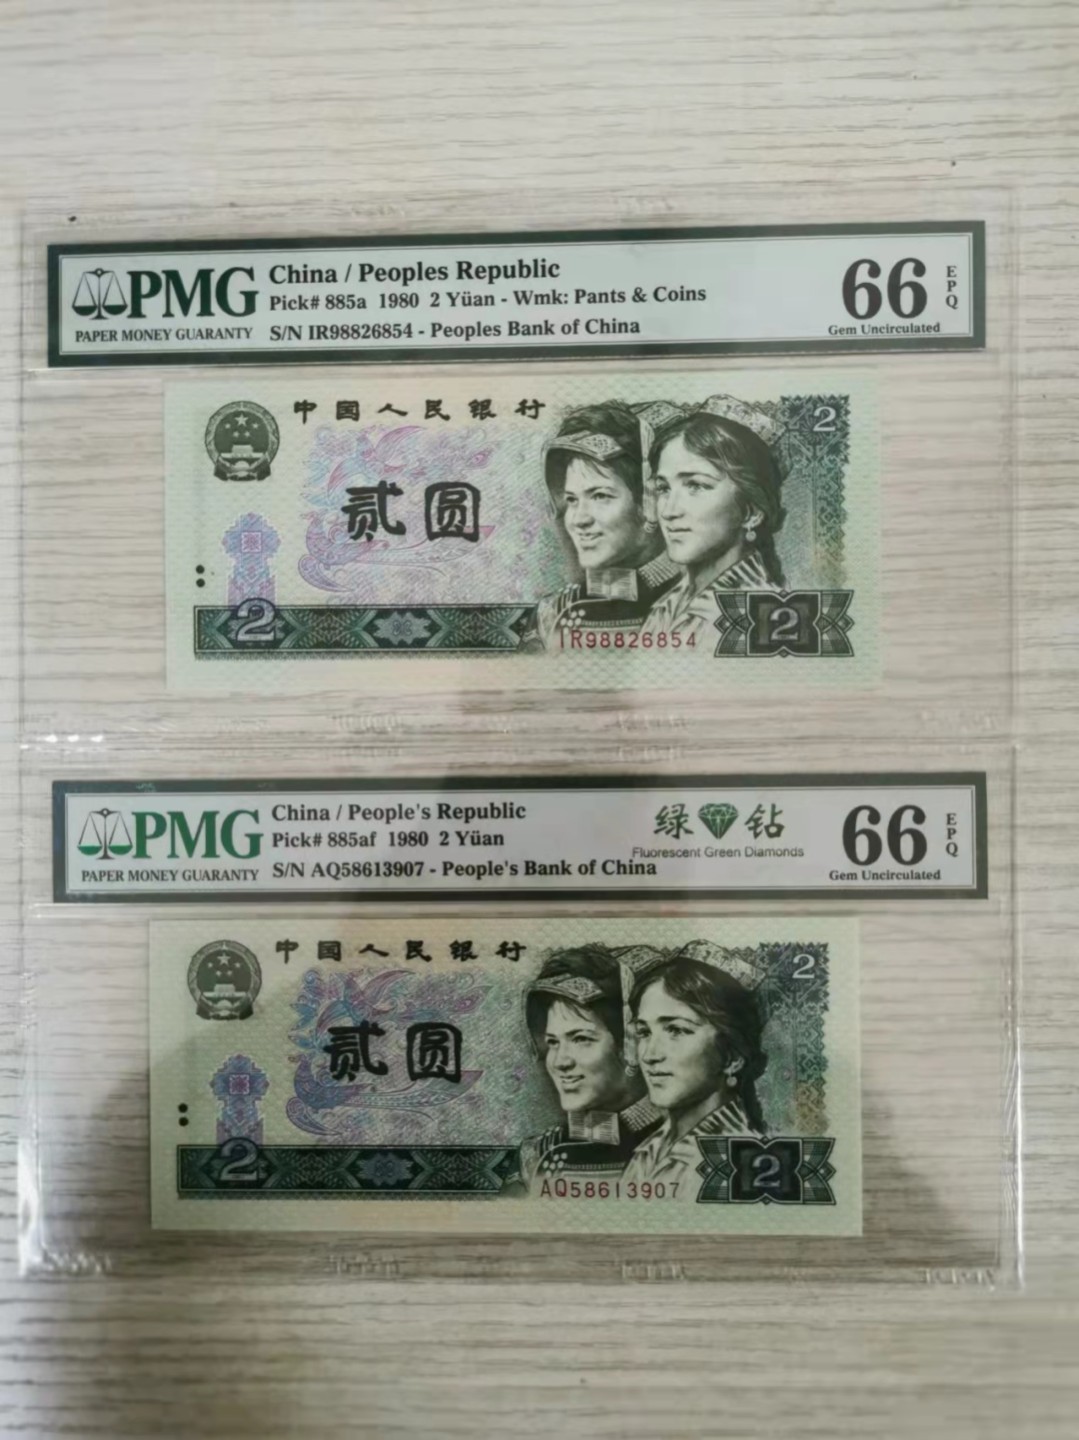 PMG
PAPER MONEY GUARANTY
China / Peoples Republic
Pick# 885a 1980 2 Yüan - Wmk: Pants & Coins
S/N IR98826854 - Peoples Bank of China
66
EPQ
Gem Uncirculated
中国人民银行
2
贰圆
2
2
IR98826854
PMG
PAPER MONEY GUARANTY
China / People's Republic
Pick# 885af 1980 2 Yüan
S/N AQ58613907 - People's Bank of China
绿钻
Fluorescent Green Diamonds
66
EPQ
Gem Uncirculated
中国人民银行
2
贰圆
2
2
AQ58613907